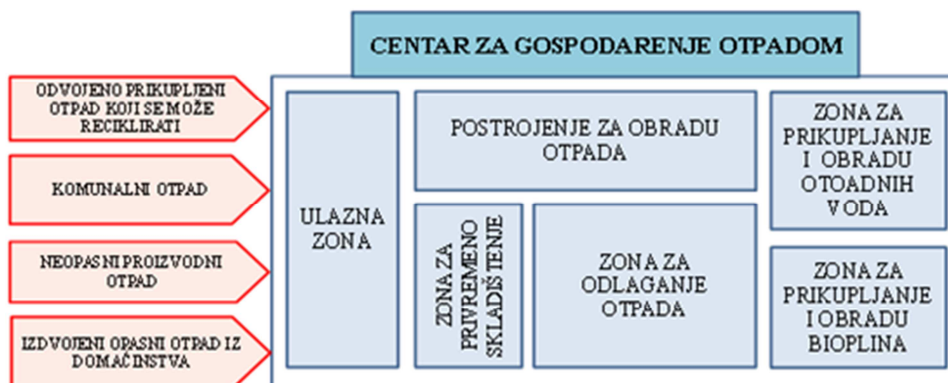 CENTAR ZA GOSPODARENJE OTPADOM
ODVOJENO PRIKUPLJENI
OTPAD KOJI SE MOŽE
RECIKLIRATI
KOMUNALNI OTPAD
NEOPASNI PROIZVODNI
OTPAD
IZDVOJENI OPASNI OTPAD IZ
DOMAĆINSTVA
ULAZNA
ZONA
POSTROJENJE ZA OBRADU
OTPADA
ZONA ZA
PRIVREMENO
SKLADIŠTENJE
ZONA ZA
ODLAGANJE
OTPADA
ZONA ZA
PRIKUPLJANJE
I OBRADU
OTOADNIH
VODA
ZONA ZA
PRIKUPLJANJE
I OBRADU
BIOPLINA